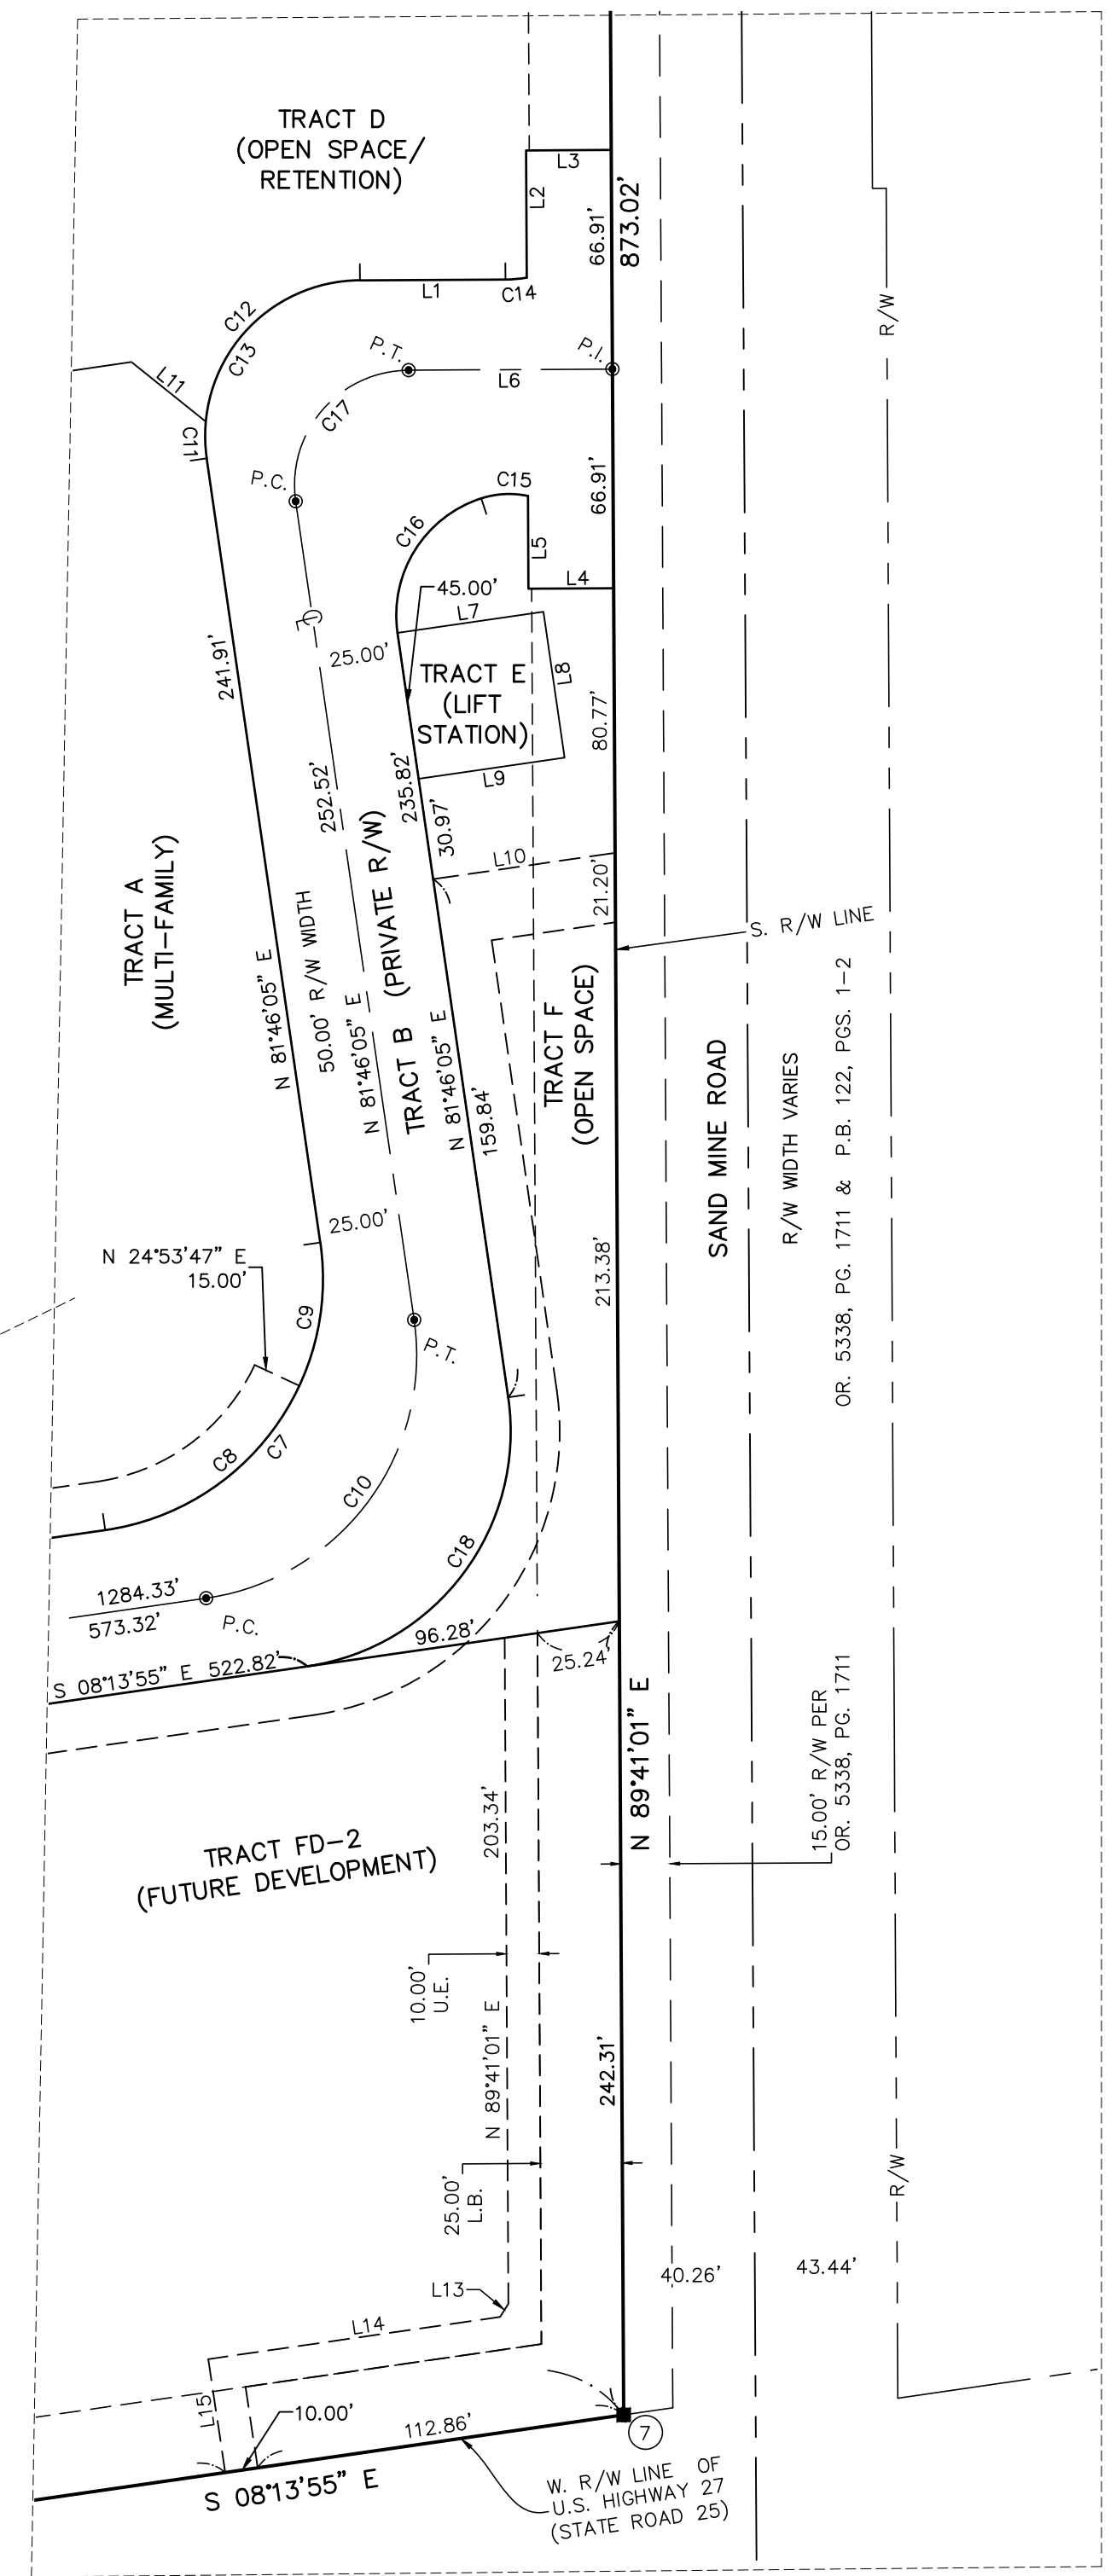 TRACT D
(OPEN SPACE/
RETENTION)
L3
L2
66.91'
873.02'
L1
C14
C12
C13
R/W
P.T.
P.I.
L6
L11
C17
C11
P.C.
C15
66.91'
C16
L5
L4
45.00'
L7
℄
25.00'
241.91'
TRACT E
(LIFT
STATION)
L8
80.77'
L9
252.52'
235.82'
30.97'
L10
21.20'
TRACT A
(MULTI-FAMILY)
N 81°46'05" E
50.00' R/W WIDTH
N 81°46'05" E
TRACT B (PRIVATE R/W)
N 81°46'05" E
159.84'
TRACT F
(OPEN SPACE)
S. R/W LINE
SAND MINE ROAD
R/W WIDTH VARIES
OR. 5338, PG. 1711 & P.B. 122, PGS. 1-2
25.00'
N 24°53'47" E
15.00'
213.38'
C9
P.T.
C8
C7
C10
C18
1284.33'
573.32'
P.C.
96.28'
25.24'
S 08°13'55" E 522.82'
N 89°41'01" E
15.00' R/W PER
OR. 5338, PG. 1711
203.34'
TRACT FD-2
(FUTURE DEVELOPMENT)
10.00'
U.E.
N 89°41'01" E
242.31'
R/W
25.00'
L.B.
40.26'
43.44'
L13
L14
L15
10.00'
112.86'
7
S 08°13'55" E
W. R/W LINE OF
U.S. HIGHWAY 27
(STATE ROAD 25)